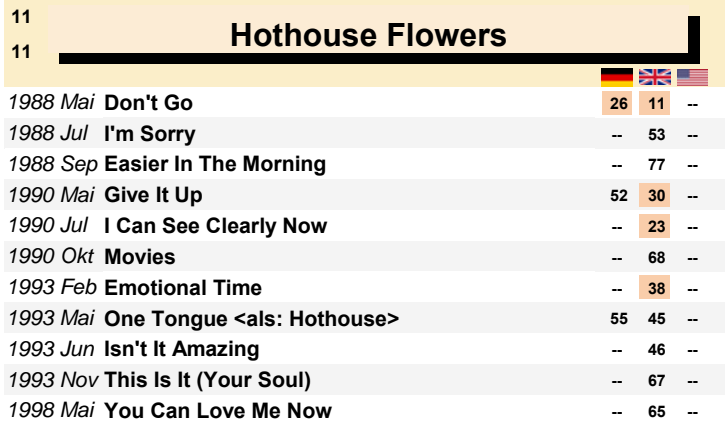 11
Hothouse Flowers
11
1988 Mai Don't Go 26 11 --
1988 Jul I'm Sorry -- 53 --
1988 Sep Easier In The Morning -- 77 --
1990 Mai Give It Up 52 30 --
1990 Jul I Can See Clearly Now -- 23 --
1990 Okt Movies -- 68 --
1993 Feb Emotional Time -- 38 --
1993 Mai One Tongue <als: Hothouse> 55 45 --
1993 Jun Isn't It Amazing -- 46 --
1993 Nov This Is It (Your Soul) -- 67 --
1998 Mai You Can Love Me Now -- 65 --